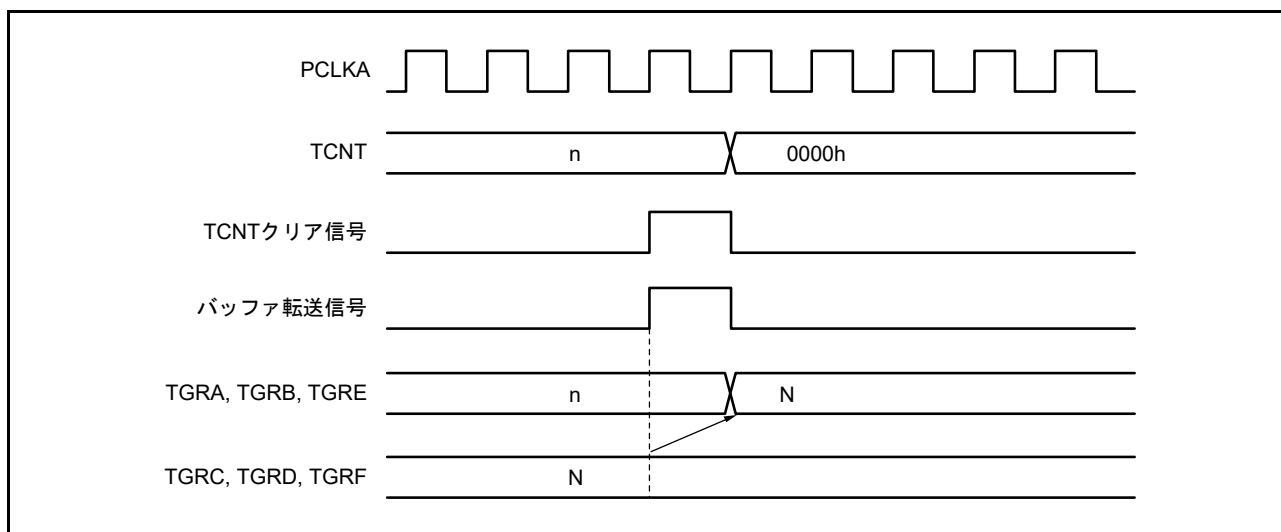 PCLKA
TCNT
n
0000h
TCNTクリア信号
バッファ転送信号
TGRA, TGRB, TGRE
n
N
TGRC, TGRD, TGRF
N